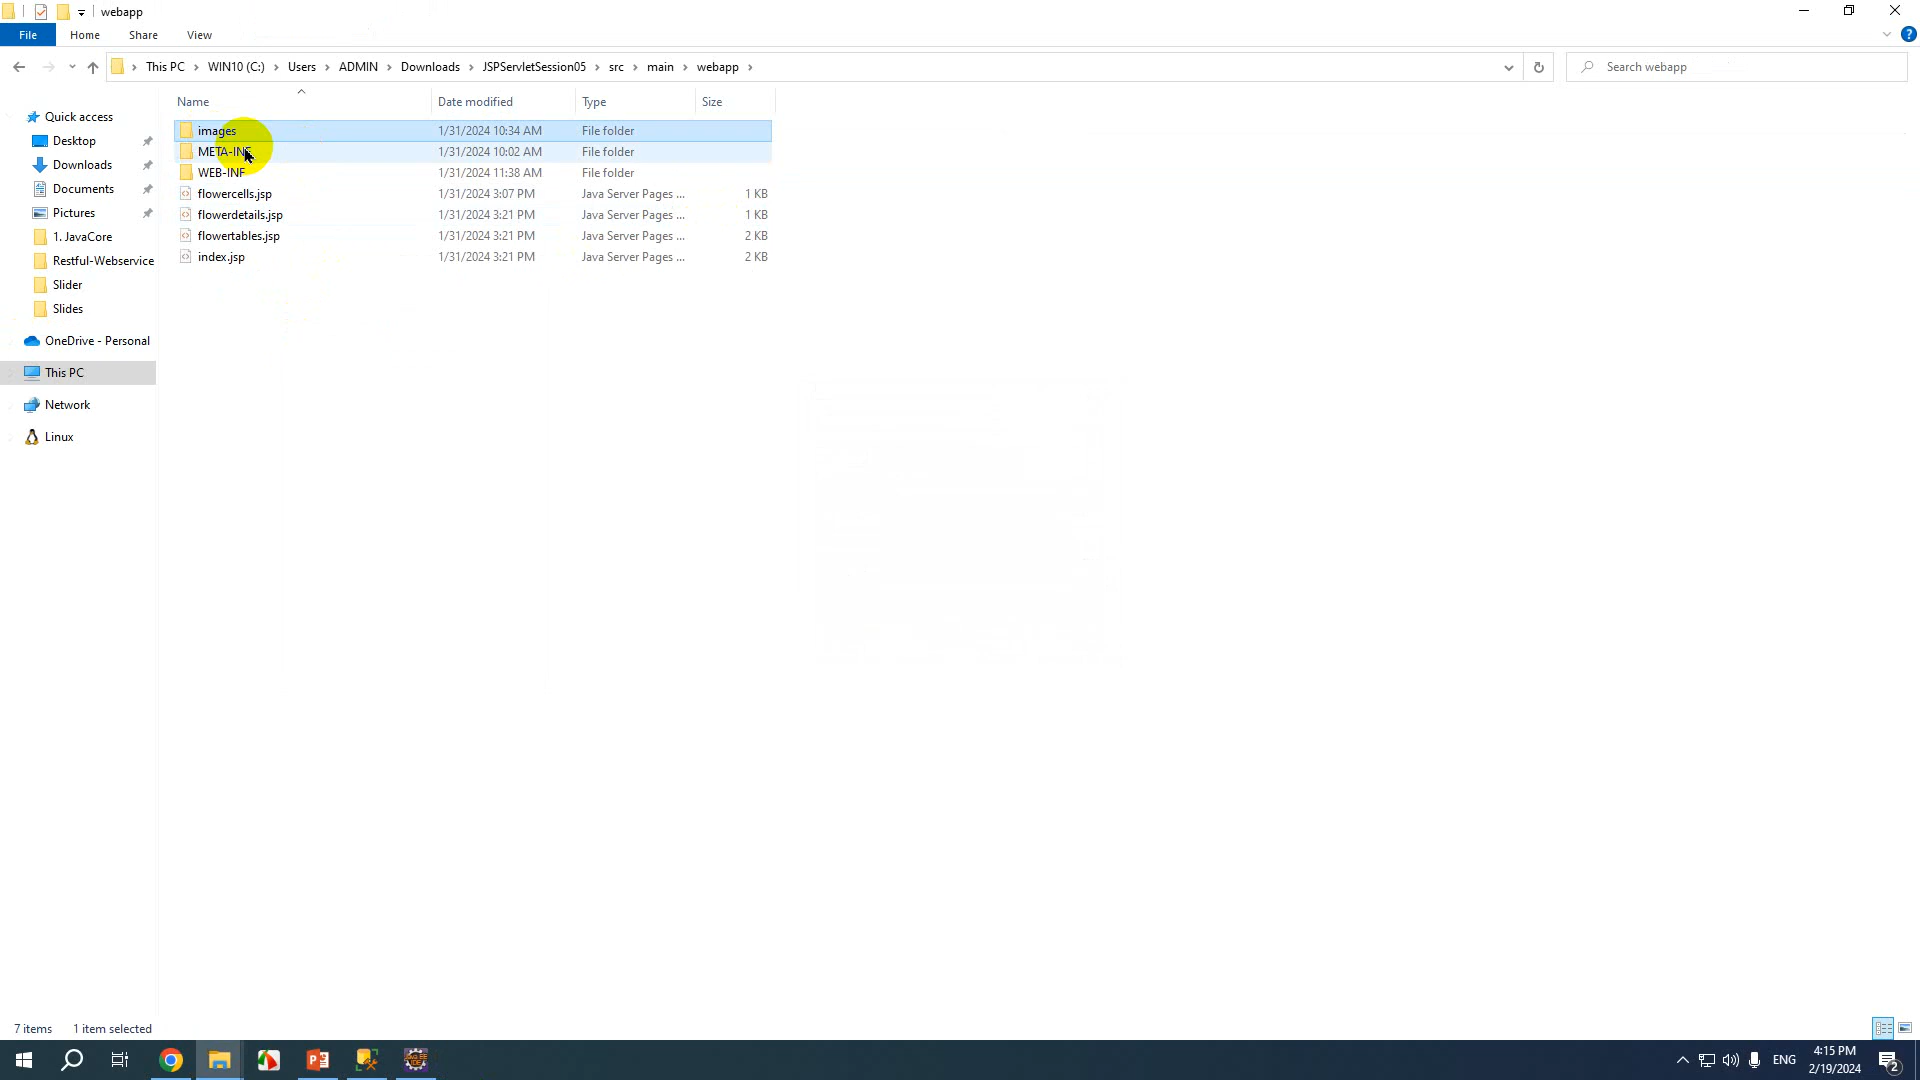 webapp
File Home Share View
This PC WIN10 (C:) Users ADMIN Downloads JSPServletSession05 src main webapp Search webapp
Name Date modified Type Size
Quick access
Desktop
Downloads
Documents
Pictures
1. JavaCore
Restful-Webservice
Slider
Slides
OneDrive - Personal
This PC
Network
Linux
images 1/31/2024 10:34 AM File folder
META-INF 1/31/2024 10:02 AM File folder
WEB-INF 1/31/2024 11:38 AM File folder
flowercells.jsp 1/31/2024 3:07 PM Java Server Pages ... 1 KB
flowerdetails.jsp 1/31/2024 3:21 PM Java Server Pages ... 1 KB
flowertables.jsp 1/31/2024 3:21 PM Java Server Pages ... 2 KB
index.jsp 1/31/2024 3:21 PM Java Server Pages ... 2 KB
7 items 1 item selected
ENG
4:15 PM
2/19/2024
2